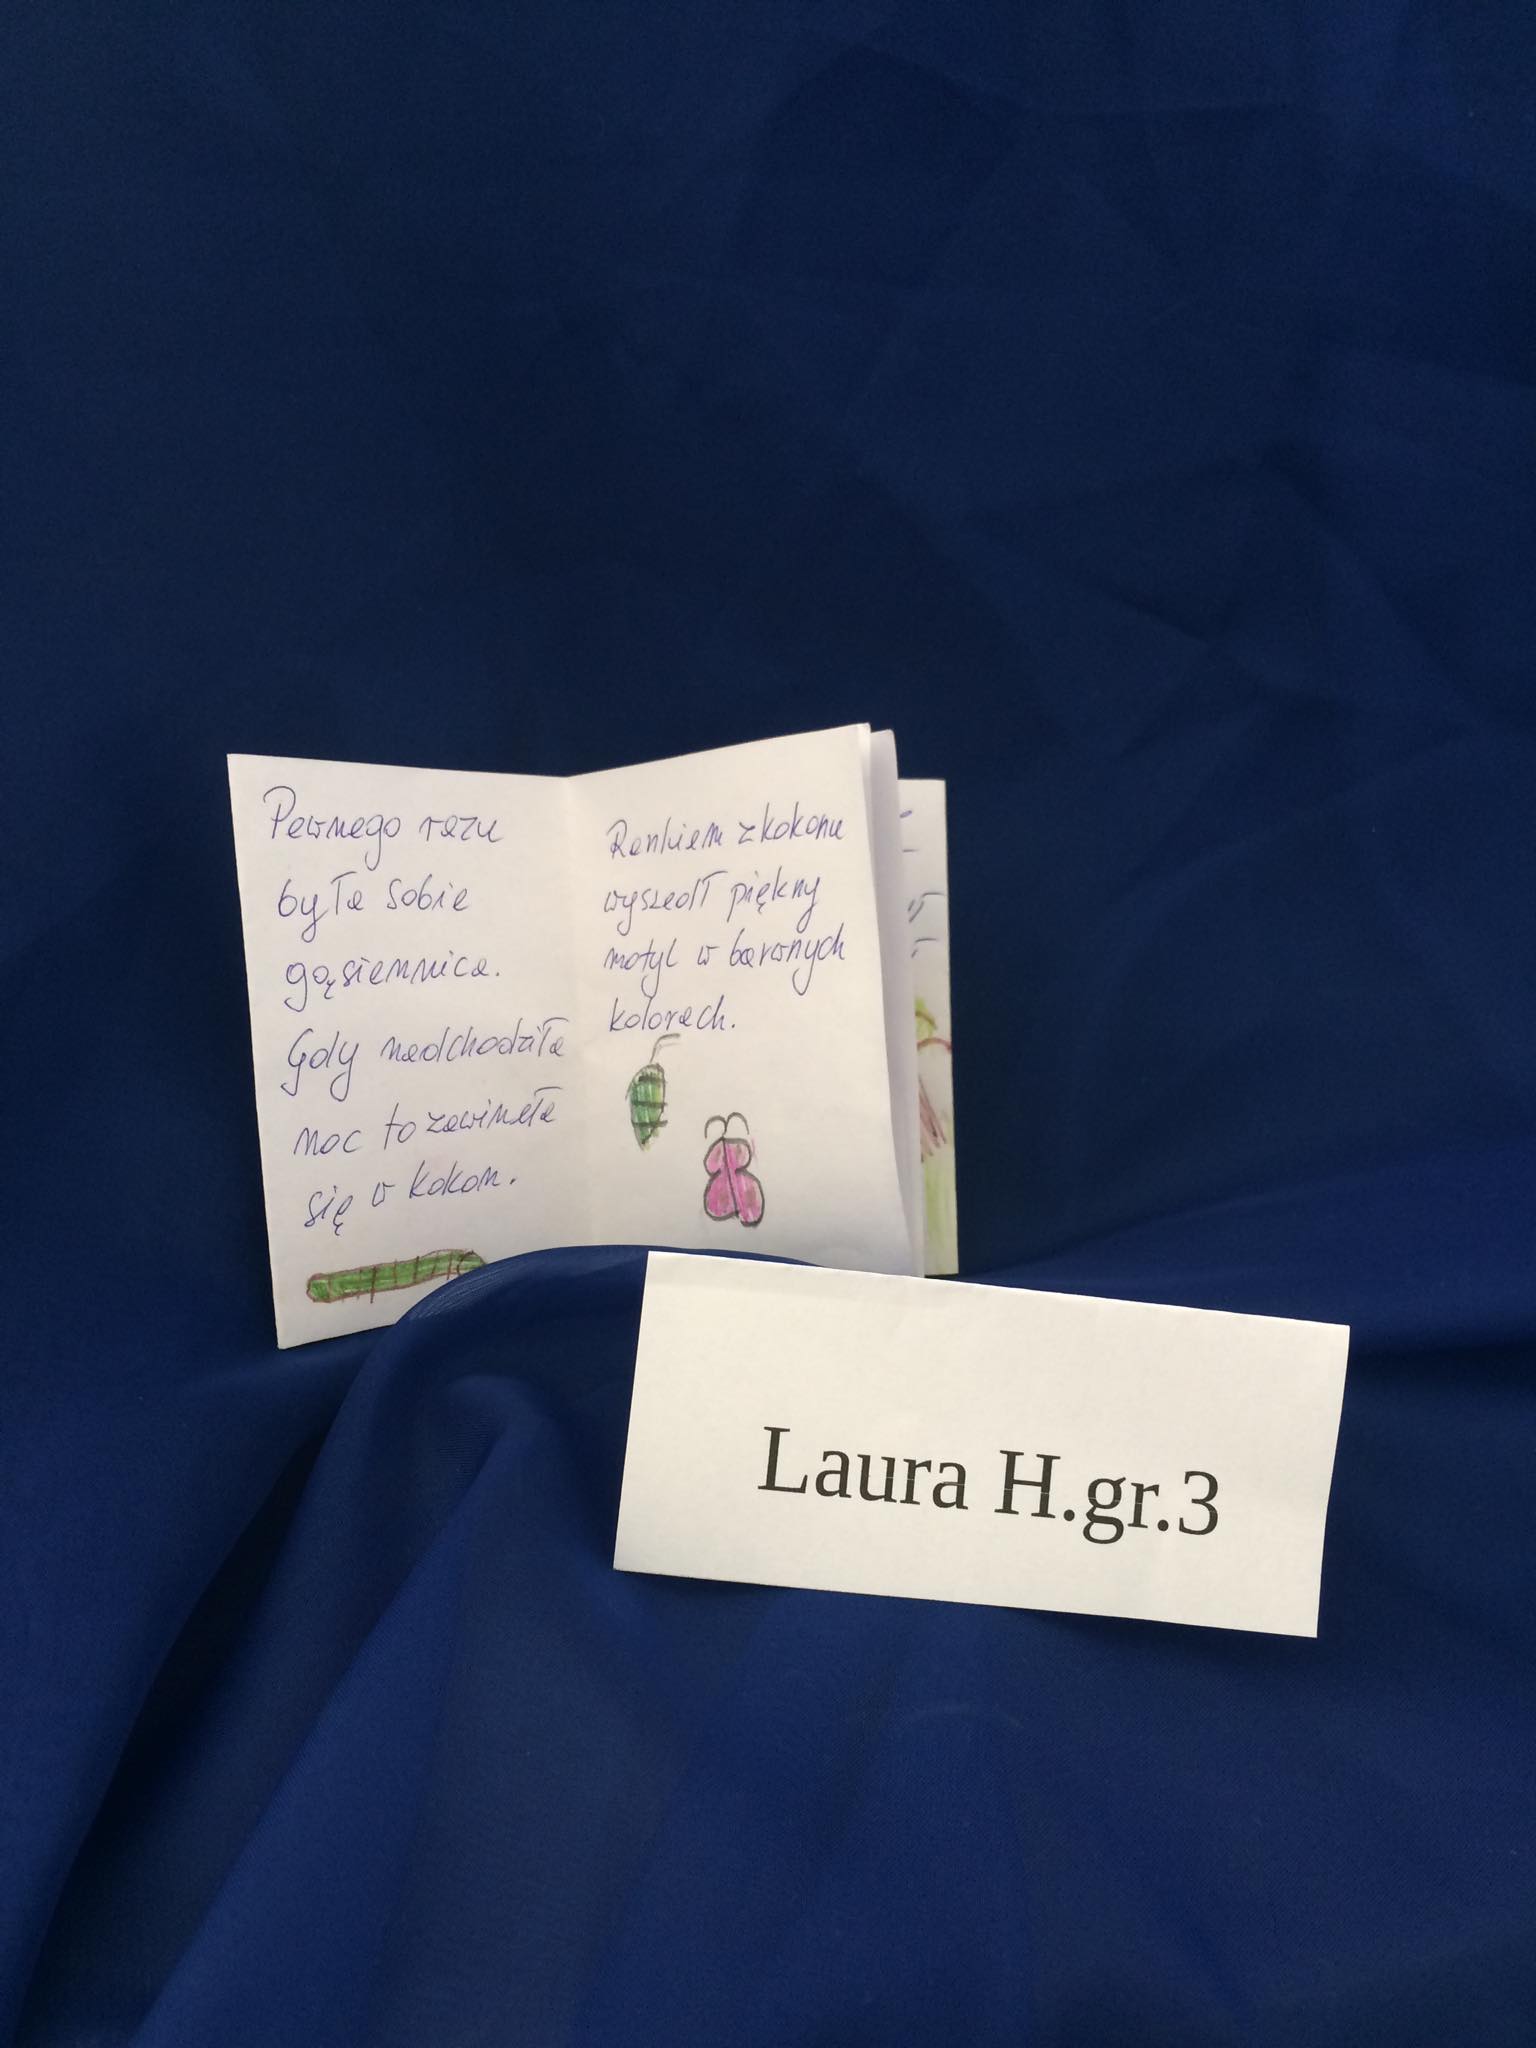 Pewnego razu
była sobie
gąsiennica.
Gdy nadchodziła
noc to zawinęła
się w kokon.
Rankiem z kokonu
wyszedł piękny
motyl w barwnych
kolorach.
Laura H.gr.3